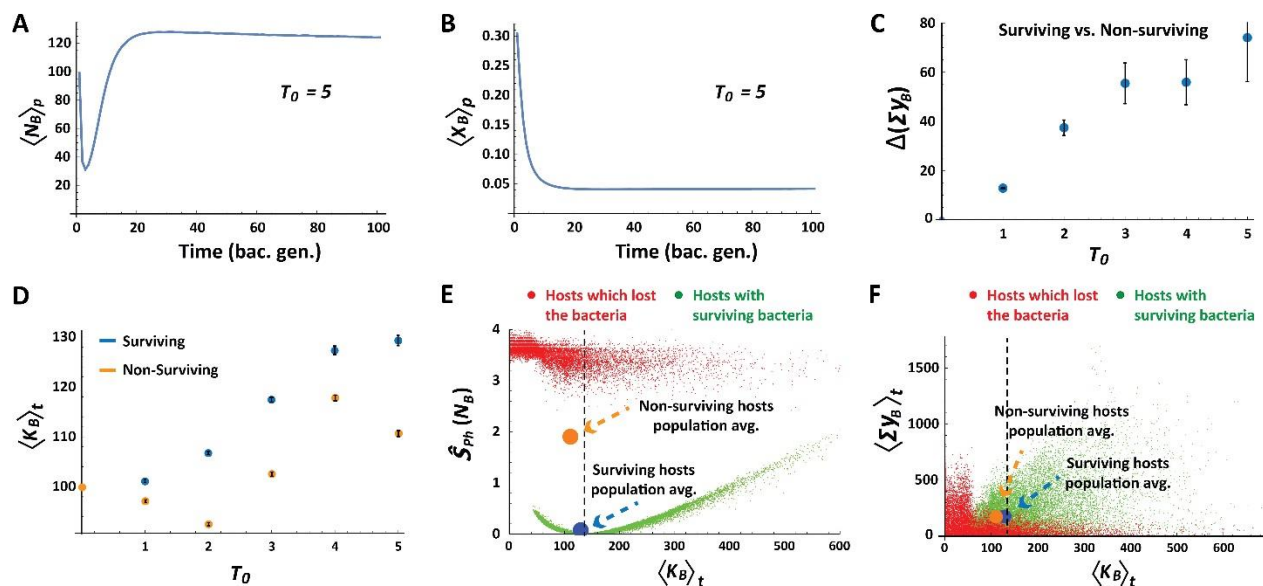 A
⟨N_B⟩_p
120
100
80
60
40
20
0
T_0 = 5
0 20 40 60 80 100
Time (bac. gen.)
B
⟨X_B⟩_p
0.30
0.25
0.20
0.15
0.10
0.05
T_0 = 5
0 20 40 60 80 100
Time (bac. gen.)
C
Surviving vs. Non-surviving
Δ(Σy_B)
80
60
40
20
0
1 2 3 4 5
T_0
D
Surviving
Non-Surviving
⟨K_B⟩_t
130
120
110
100
1 2 3 4 5
T_0
E
Hosts which lost
the bacteria
Hosts with
surviving bacteria
Ŝ_Ph (N_B)
4
3
2
1
0
Non-surviving hosts
population avg.
Surviving hosts
population avg.
0 100 200 300 400 500 600
⟨K_B⟩_t
F
Hosts which lost
the bacteria
Hosts with
surviving bacteria
⟨Σy_B⟩_t
1500
1000
500
0
Non-surviving hosts
population avg.
Surviving hosts
population avg.
0 100 200 300 400 500 600
⟨K_B⟩_t